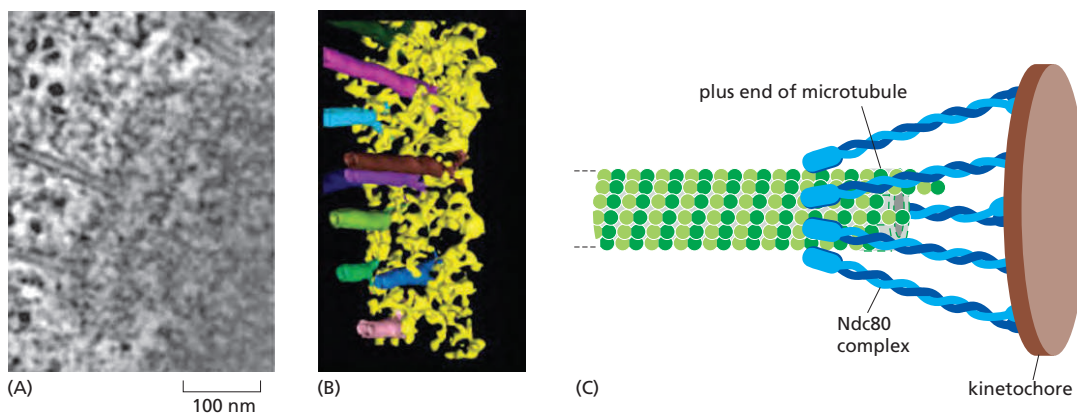 plus end of microtubule
Ndc80
complex
kinetochore
(A)
100 nm
(B)
(C)